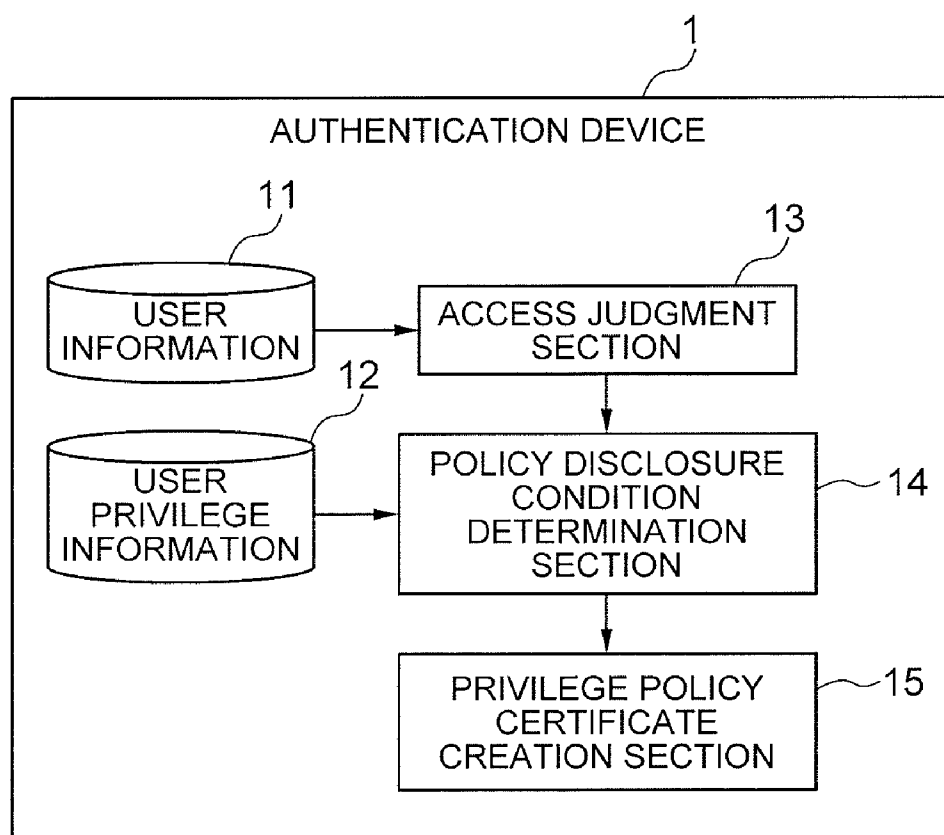 1
AUTHENTICATION DEVICE
11
USER
INFORMATION
13
ACCESS JUDGMENT
SECTION
12
USER
PRIVILEGE
INFORMATION
POLICY DISCLOSURE
CONDITION
DETERMINATION
SECTION
14
PRIVILEGE POLICY
CERTIFICATE
CREATION SECTION
15